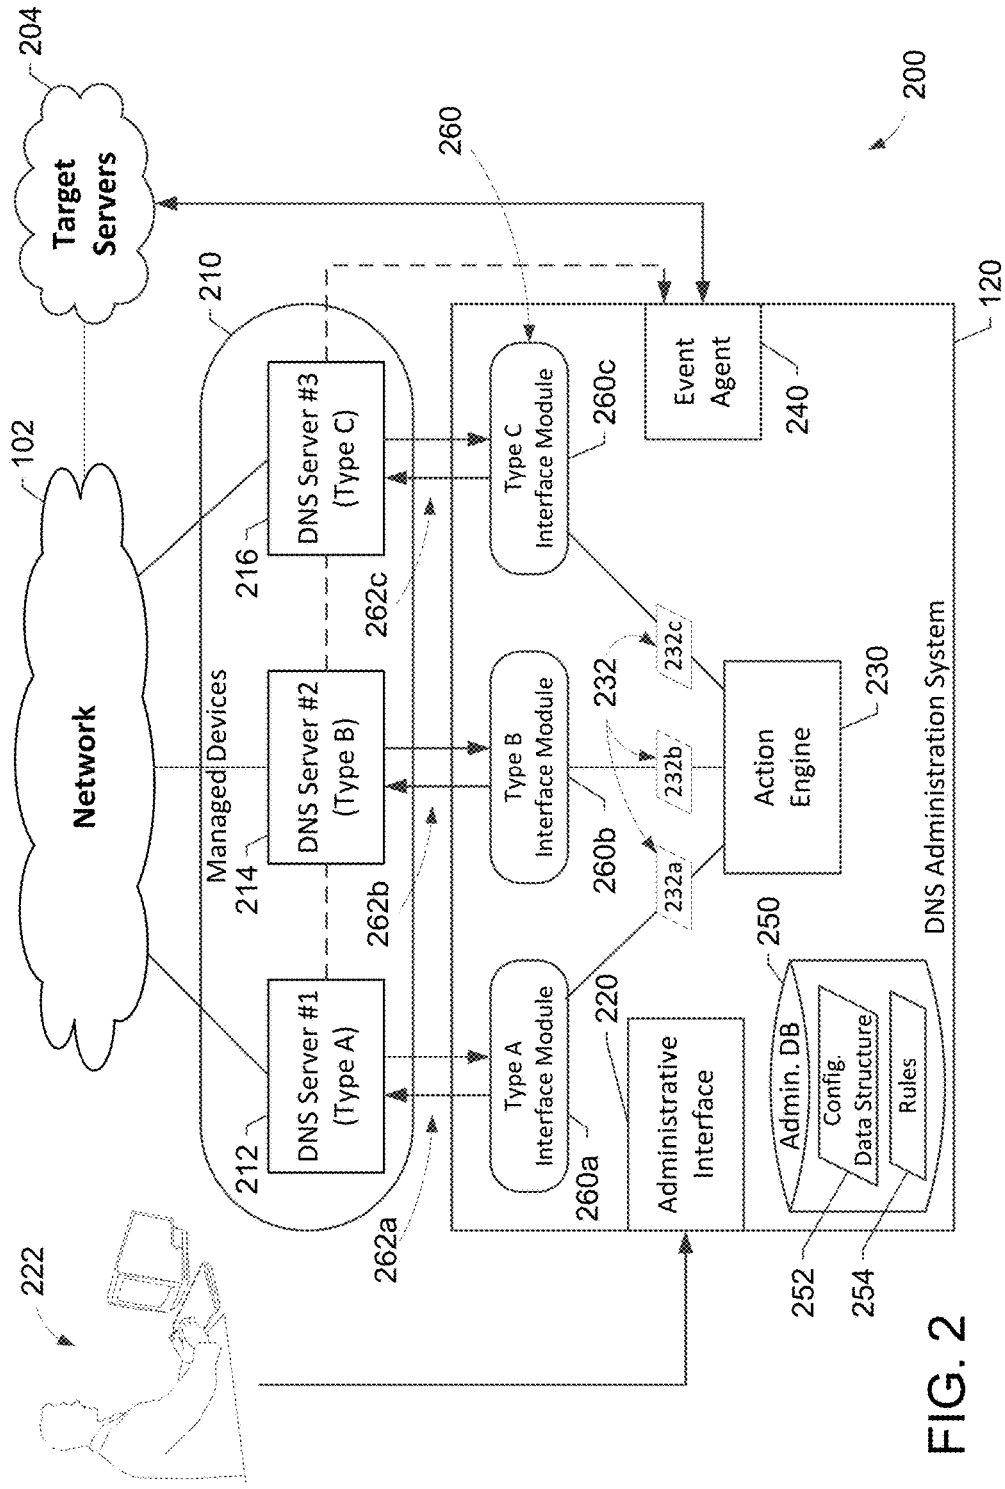 222
Network
102
Target
Servers
204
Managed Devices
210
212
DNS Server #1
(Type A)
214
DNS Server #2
(Type B)
216
DNS Server #3
(Type C)
262a
262b
262c
260
Type A
Interface Module
260a
Type B
Interface Module
260b
Type C
Interface Module
260c
220
Administrative
Interface
232
232a
232b
232c
Event
Agent
240
Action
Engine
230
Admin. DB
250
Config.
Data Structure
252
Rules
254
DNS Administration System
120
200
FIG. 2